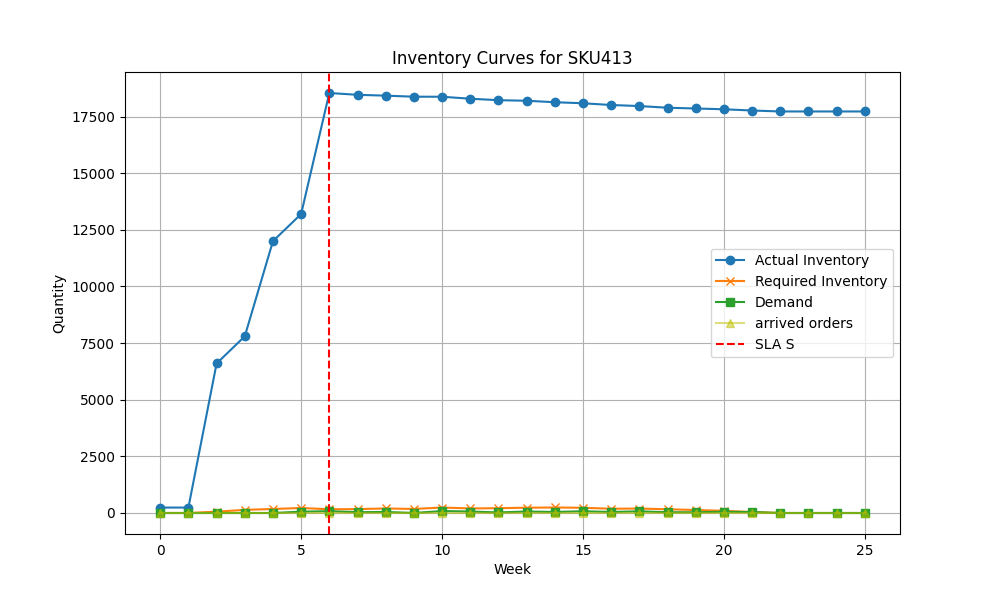 Inventory Curves for SKU413
Quantity
17500
15000
12500
10000
7500
5000
2500
0
Actual Inventory
Required Inventory
Demand
arrived orders
SLA S
0 5 10 15 20 25
Week